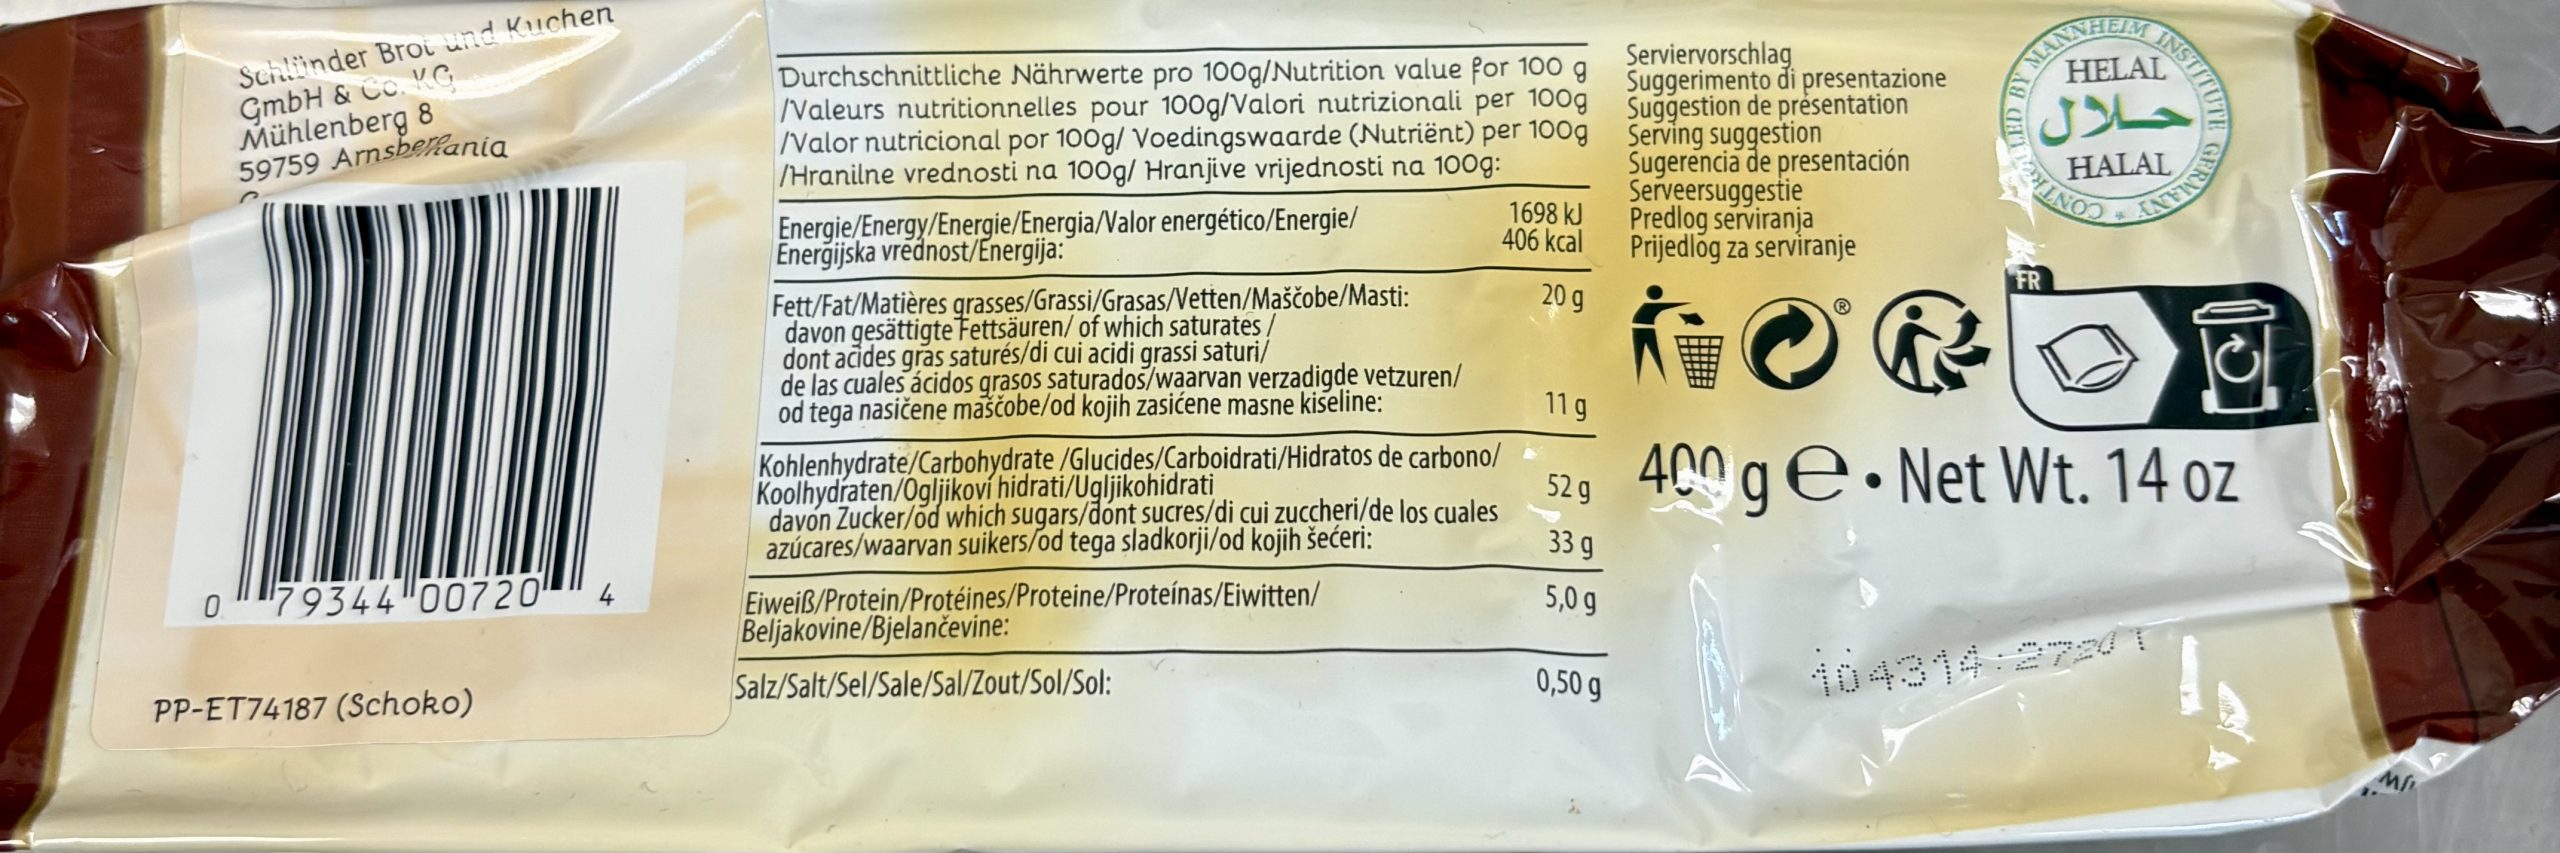 Schlünder Brot und Kuchen
GmbH & Co. KG
Mühlenberg 8
59759
0 79344 00720 4
PP-ET74187 (Schoko)
Durchschnittliche Nährwerte pro 100g/Nutrition value for 100 g
/Valeurs nutritionnelles pour 100g/Valori nutrizionali per 100g
/Valor nutricional por 100g/ Voedingswaarde (Nutriënt) per 100g
/Hranilne vrednosti na 100g/ Hranjive vrijednosti na 100g:
Energie/Energy/Energie/Energia/Valor energético/Energie/ 1698 kJ
Energijska vrednost/Energija: 406 kcal
Fett/Fat/Matières grasses/Grassi/Grasas/Vetten/Maščobe/Masti: 20 g
davon gesättigte Fettsäuren/ of which saturates /
dont acides gras saturés/di cui acidi grassi saturi/
de las cuales ácidos grasos saturados/waarvan verzadigde vetzuren/
od tega nasičene maščobe/od kojih zasićene masne kiseline: 11 g
Kohlenhydrate/Carbohydrate /Glucides/Carboidrati/Hidratos de carbono/
Koolhydraten/Ogljikovi hidrati/Ugljikohidrati 52 g
davon Zucker/od which sugars/dont sucres/di cui zuccheri/de los cuales
azúcares/waarvan suikers/od tega sladkorji/od kojih šećeri: 33 g
Eiweiß/Protein/Protéines/Proteine/Proteínas/Eiwitten/ 5,0 g
Beljakovine/Bjelančevine:
Salz/Salt/Sel/Sale/Sal/Zout/Sol/Sol: 0,50 g
Serviervorschlag
Suggerimento di presentazione
Suggestion de présentation
Serving suggestion
Sugerencia de presentación
Serveersuggestie
Predlog serviranja
Prijedlog za serviranje
CONTROLLED BY MANNHEIM INSTITUTE GERMANY *
HELAL
حلال
HALAL
®
FR
400 g e • Net Wt. 14 oz